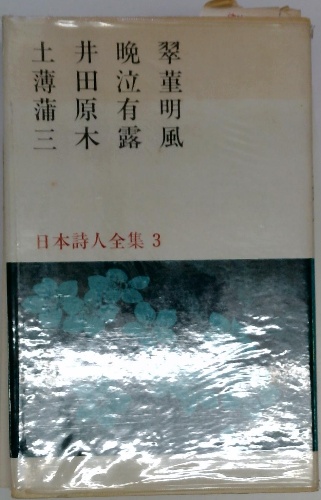 土井晩翠
薄田泣菫
蒲原有明
三木露風
日本詩人全集 3